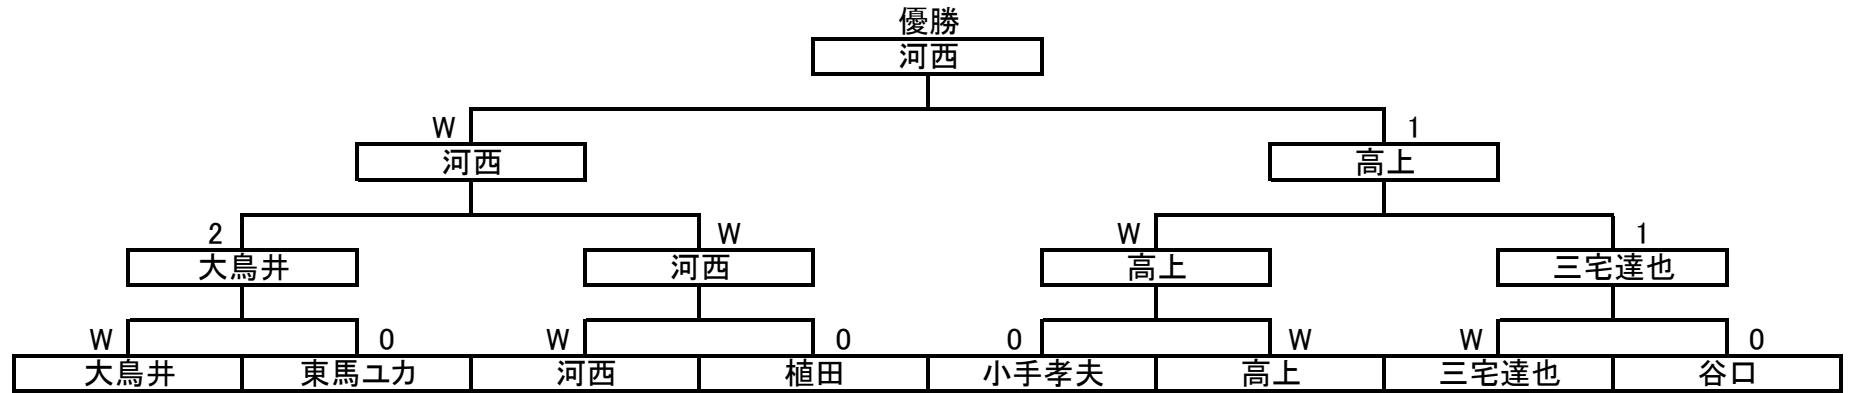 優勝
河西
W 1
河西 高上
2 W W 1
大鳥井 河西 高上 三宅達也
W 0 W 0 0 W W 0
大鳥井 東馬ユカ 河西 植田 小手孝夫 高上 三宅達也 谷口